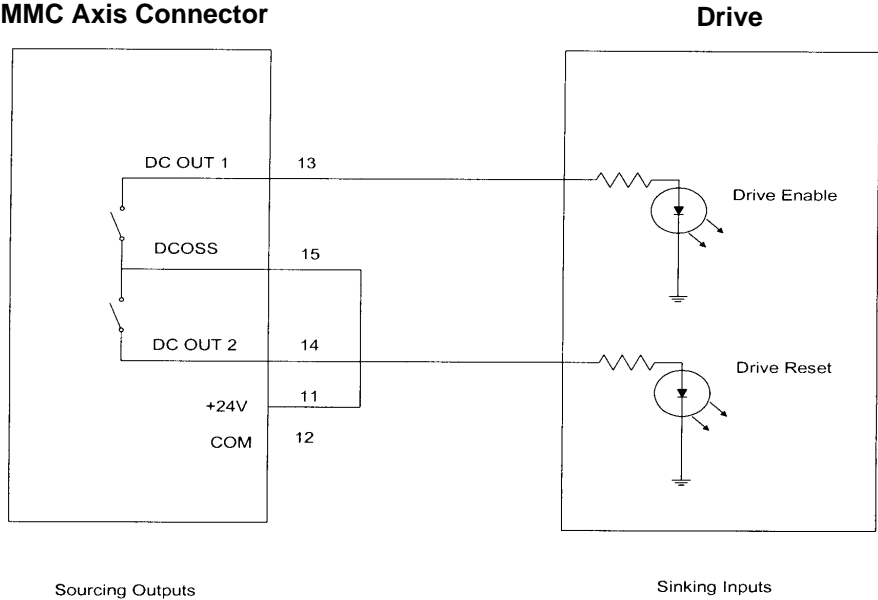 MMC Axis Connector
Drive
DC OUT 1
13
Drive Enable
DCOSS
15
DC OUT 2
14
Drive Reset
+24V
11
COM
12
Sourcing Outputs
Sinking Inputs